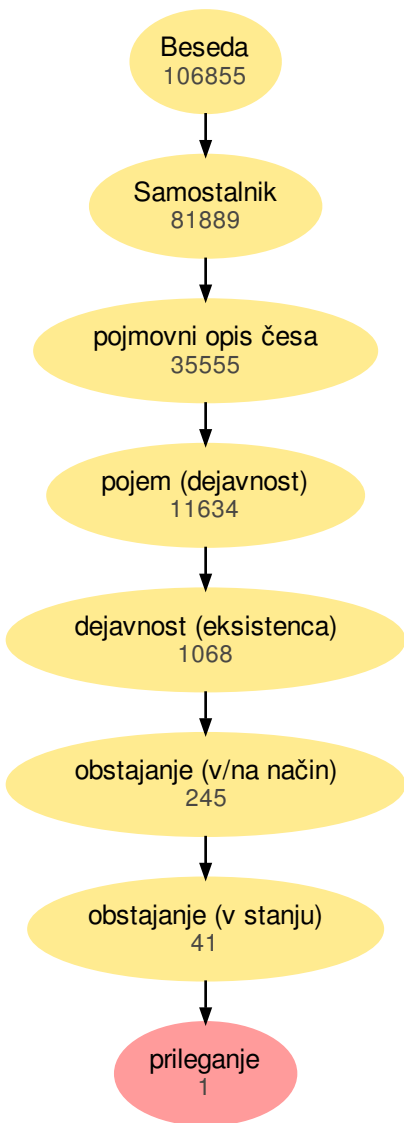 Beseda
106855
Samostalnik
81889
pojmovni opis česa
35555
pojem (dejavnost)
11634
dejavnost (eksistenca)
1068
obstajanje (v/na način)
245
obstajanje (v stanju)
41
prileganje
1